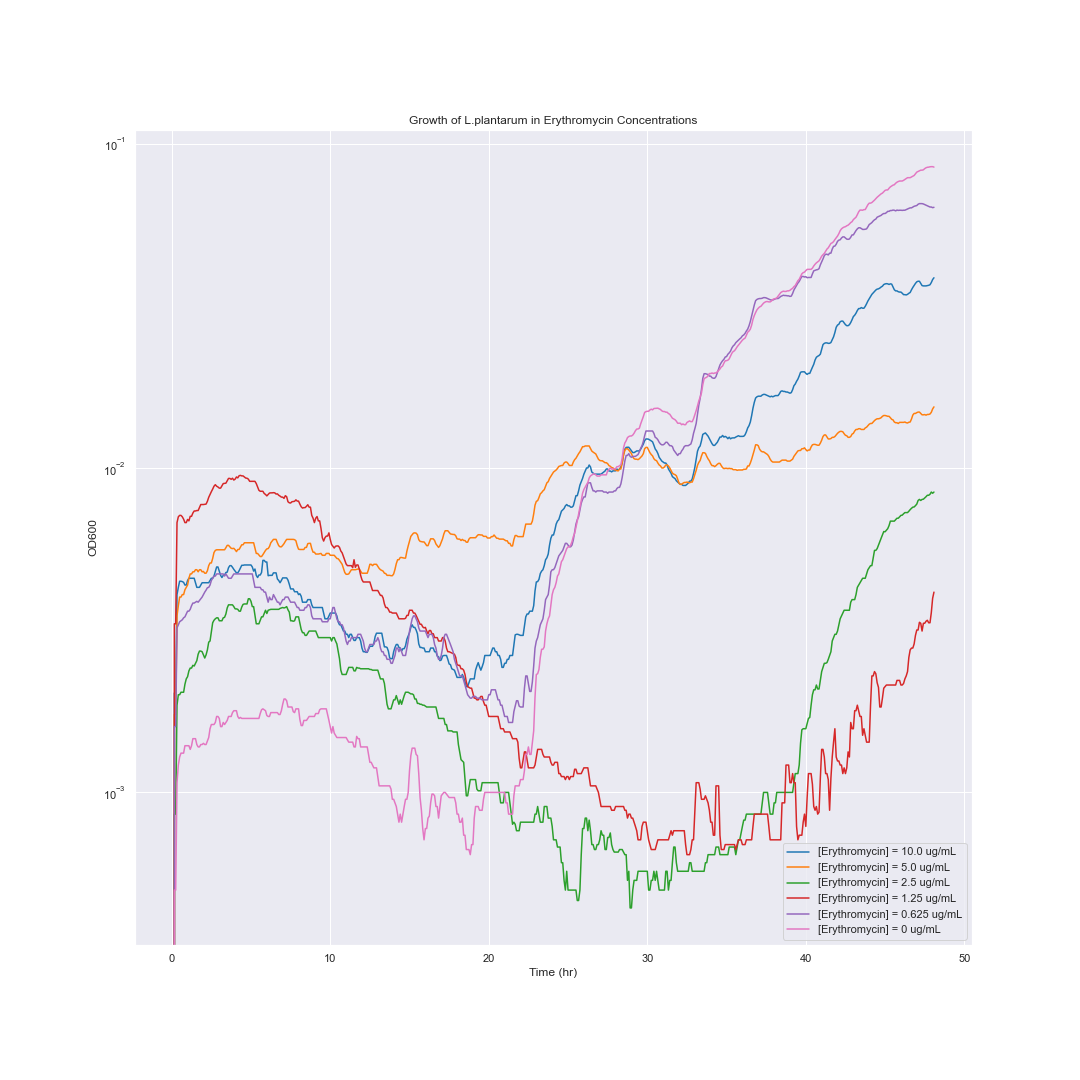 Growth of L.plantarum in Erythromycin Concentrations
10⁻¹
10⁻²
10⁻³
OD600
0 10 20 30 40 50
Time (hr)
[Erythromycin] = 10.0 ug/mL
[Erythromycin] = 5.0 ug/mL
[Erythromycin] = 2.5 ug/mL
[Erythromycin] = 1.25 ug/mL
[Erythromycin] = 0.625 ug/mL
[Erythromycin] = 0 ug/mL